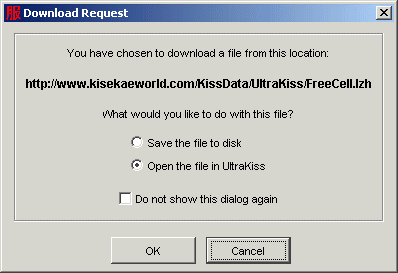 服 Download Request
You have chosen to download a file from this location:
http://www.kisekaeworld.com/KissData/UltraKiss/FreeCell.lzh
What would you like to do with this file?
Save the file to disk
Open the file in UltraKiss
Do not show this dialog again
OK Cancel